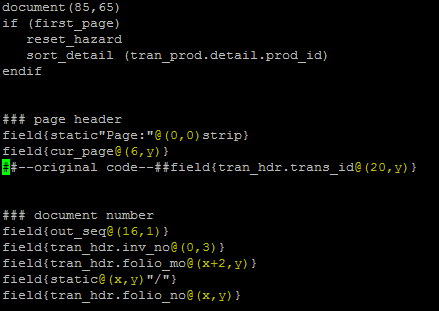 document(85,65)
if (first_page)
   reset_hazard
   sort_detail (tran_prod.detail.prod_id)
endif
### page header
field{static"Page:"@(0,0)strip}
field{cur_page@(6,y)}
##--original code--##field{tran_hdr.trans_id@(20,y)}
### document number
field{out_seq@(16,1)}
field{tran_hdr.inv_no@(0,3)}
field{tran_hdr.folio_mo@(x+2,y)}
field{static@(x,y)"/"}
field{tran_hdr.folio_no@(x,y)}